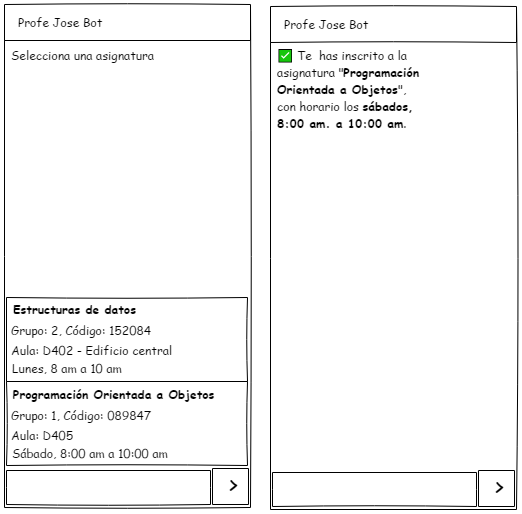 Profe Jose Bot
Selecciona una asignatura
Estructuras de datos
Grupo: 2, Código: 152084
Aula: D402 - Edificio central
Lunes, 8 am a 10 am
Programación Orientada a Objetos
Grupo: 1, Código: 089847
Aula: D405
Sábado, 8:00 am a 10:00 am
Profe Jose Bot
✅ Te has inscrito a la
asignatura "Programación
Orientada a Objetos",
con horario los sábados,
8:00 am. a 10:00 am.